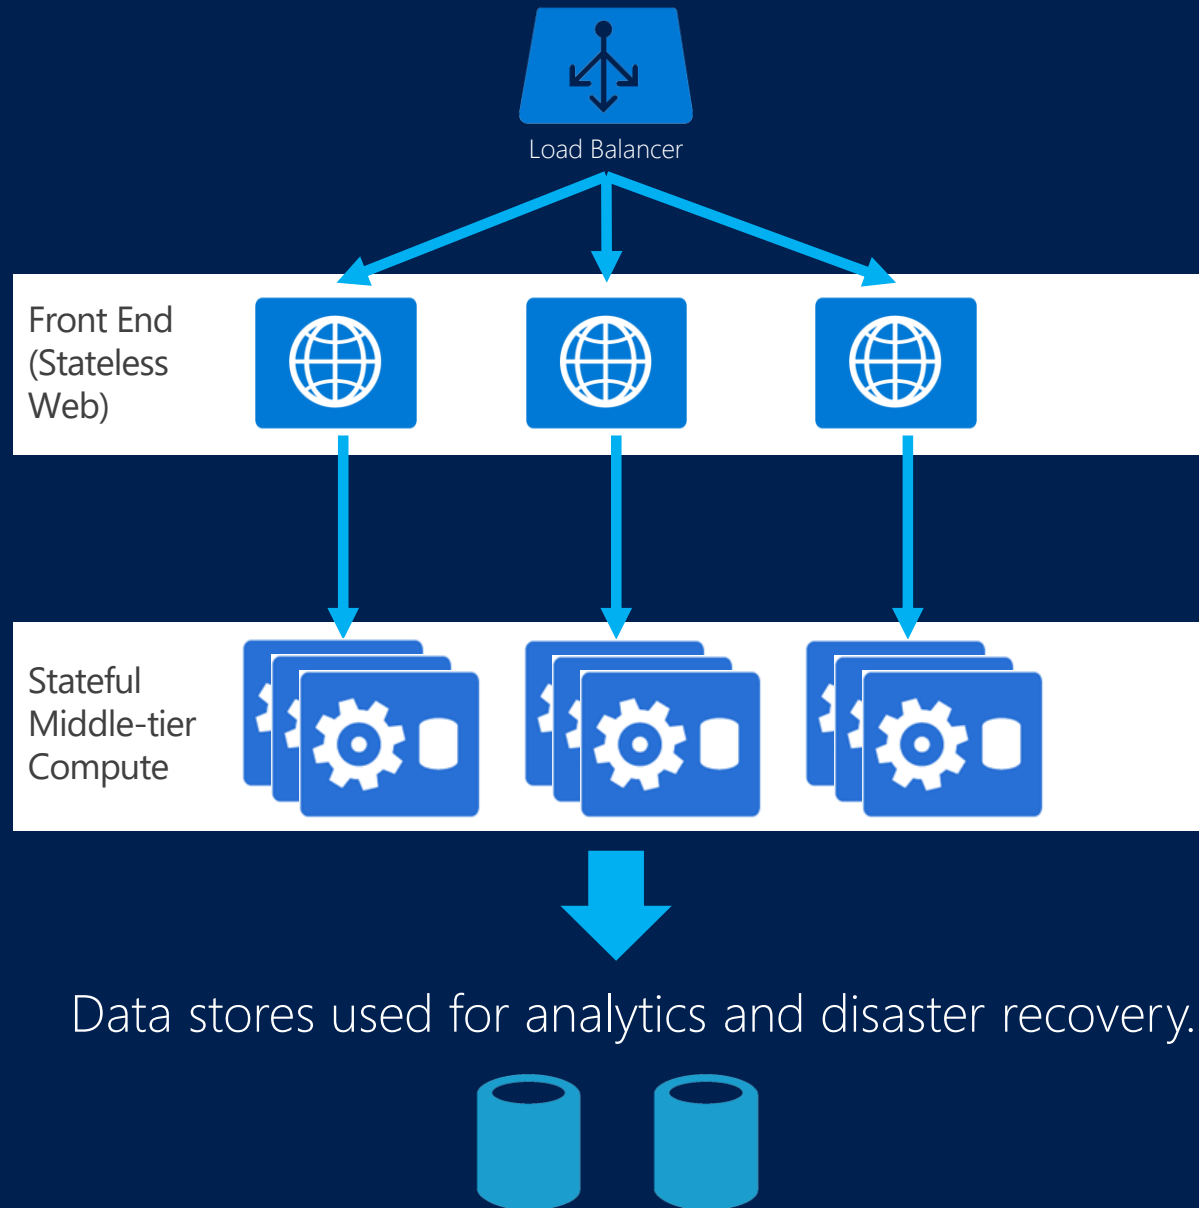 Load Balancer
Front End
(Stateless
Web)
Stateful
Middle-tier
Compute
Data stores used for analytics and disaster recovery.